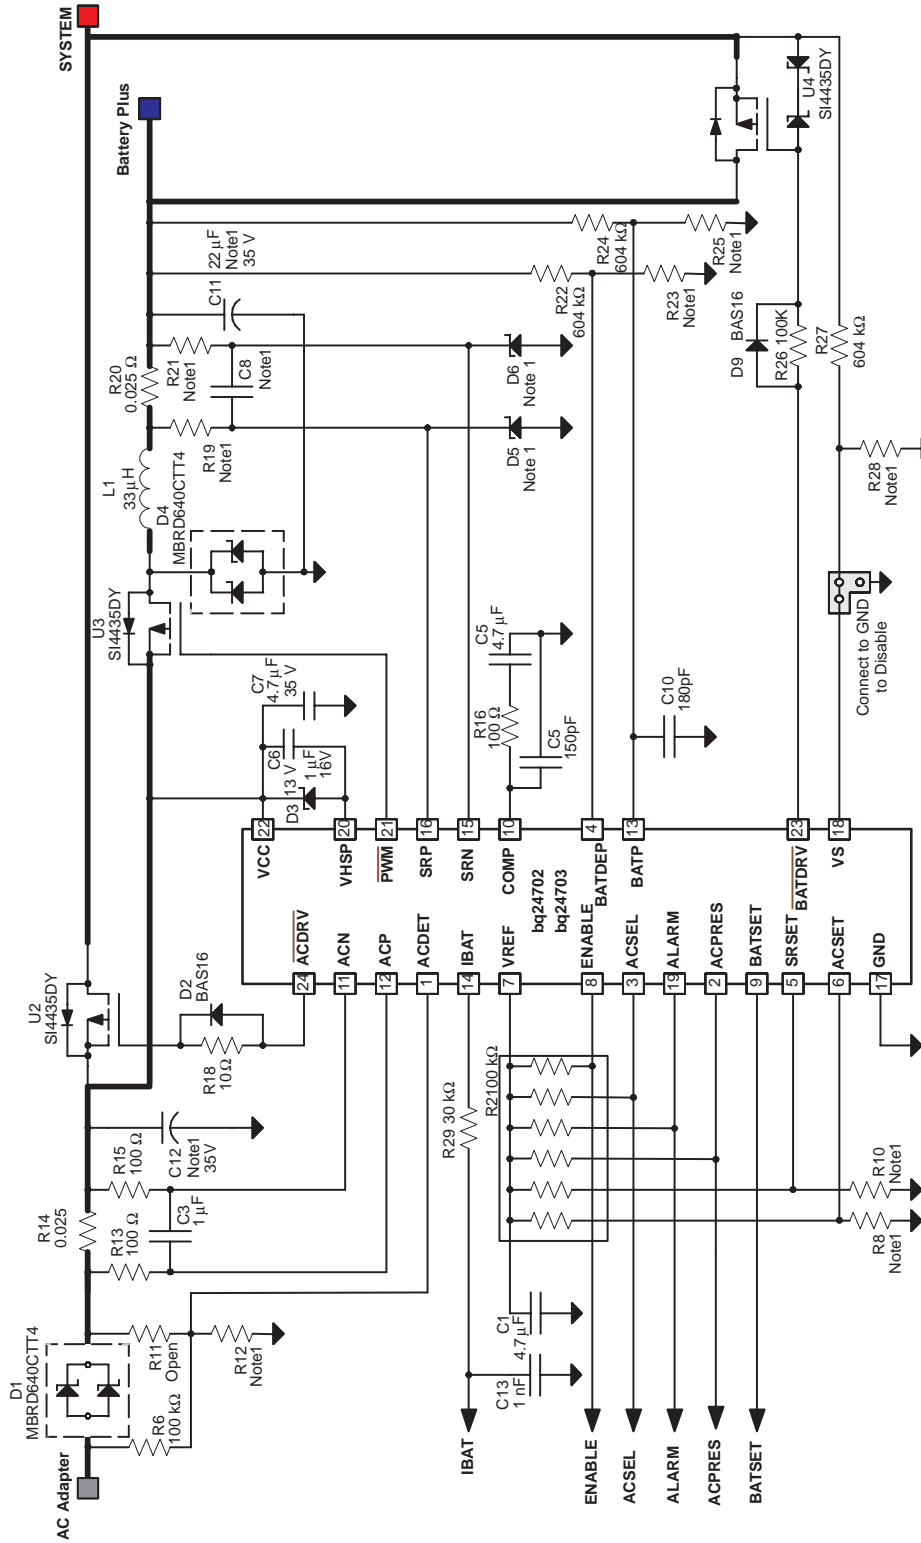 AC Adapter
D1
MBRD640CTT4
R14
0.025
R6
100 kΩ
R11
Open
R12
Note1
R13
100 Ω
C3
1 µF
R15
100 Ω
C12
Note1
35V
U2
SI4435DY
R18
10Ω
D2
BAS16
SYSTEM
Battery Plus
U3
SI4435DY
L1
33 µH
D4
MBRD640CTT4
R20
0.025 Ω
R19
Note1
R21
Note1
C8
Note1
C11
22 µF
Note1
35 V
C7
4.7 µF
35 V
C6
1 µF
16V
D3
13 V
24 ACDRV
11 ACN
12 ACP
1 ACDET
14 IBAT
7 VREF
8 ENABLE
3 ACSEL
19 ALARM
2 ACPRES
9 BATSET
5 SRSET
6 ACSET
17 GND
bq24702
bq24703
VCC 22
VHSP 20
PWM 21
SRP 16
SRN 15
COMP 10
BATDEP 4
BATP 13
BATDRV 23
VS 18
D5
Note 1
D6
Note 1
R22
604 kΩ
R23
Note1
R24
604 kΩ
R25
Note1
R16
100 Ω
C5
4.7 µF
C5
150pF
C10
180pF
D9
BAS16
R26 100K
R27
604 kΩ
R28
Note1
U4
SI4435DY
Connect to GND
to Disable
R29 30 kΩ
R2100 kΩ
C1
4.7µF
C13
1 nF
R10
Note1
R8
Note1
IBAT
ENABLE
ACSEL
ALARM
ACPRES
BATSET